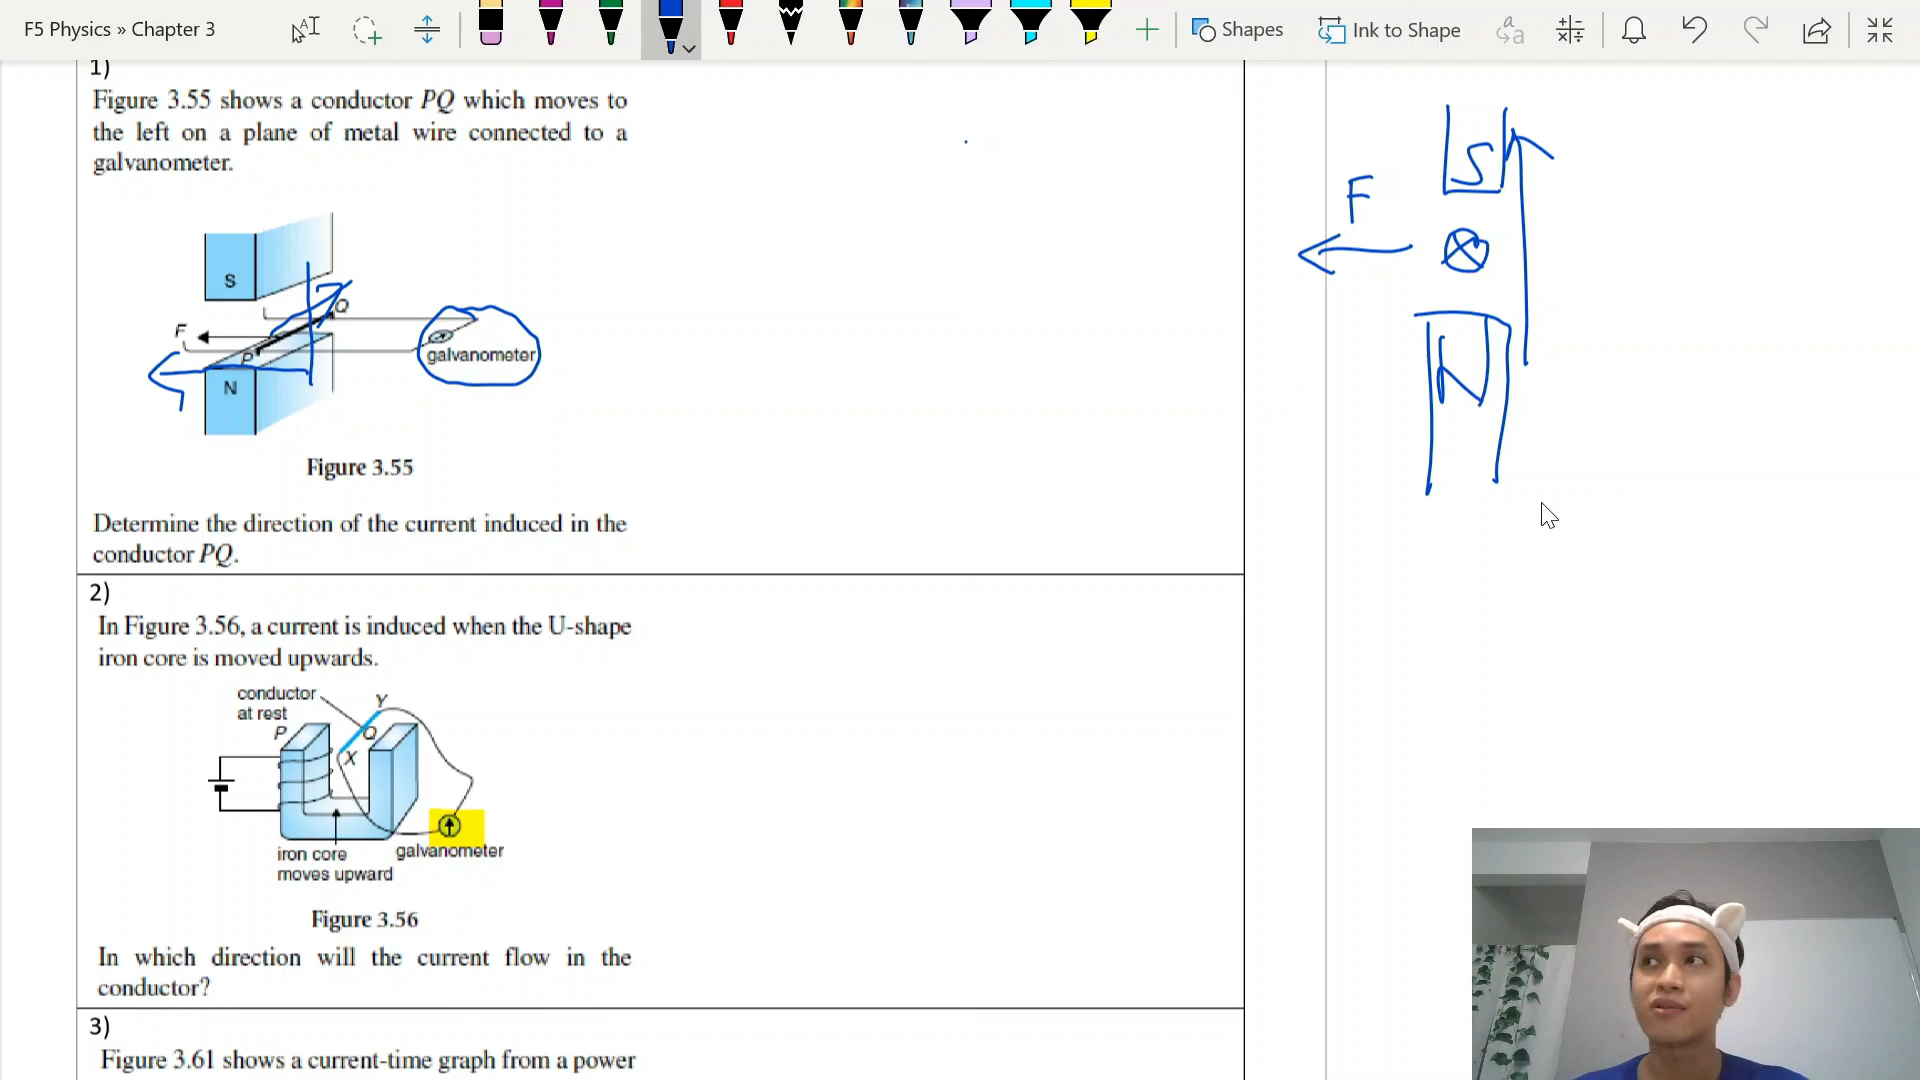 F5 Physics » Chapter 3
Shapes
Ink to Shape
1)
Figure 3.55 shows a conductor PQ which moves to
the left on a plane of metal wire connected to a
galvanometer.
S
F
Q
P
N
galvanometer
Figure 3.55
Determine the direction of the current induced in the
conductor PQ.
S
F
N
2)
In Figure 3.56, a current is induced when the U-shape
iron core is moved upwards.
conductor
at rest
Y
P
Q
X
iron core
moves upward
galvanometer
Figure 3.56
In which direction will the current flow in the
conductor?
3)
Figure 3.61 shows a current-time graph from a power